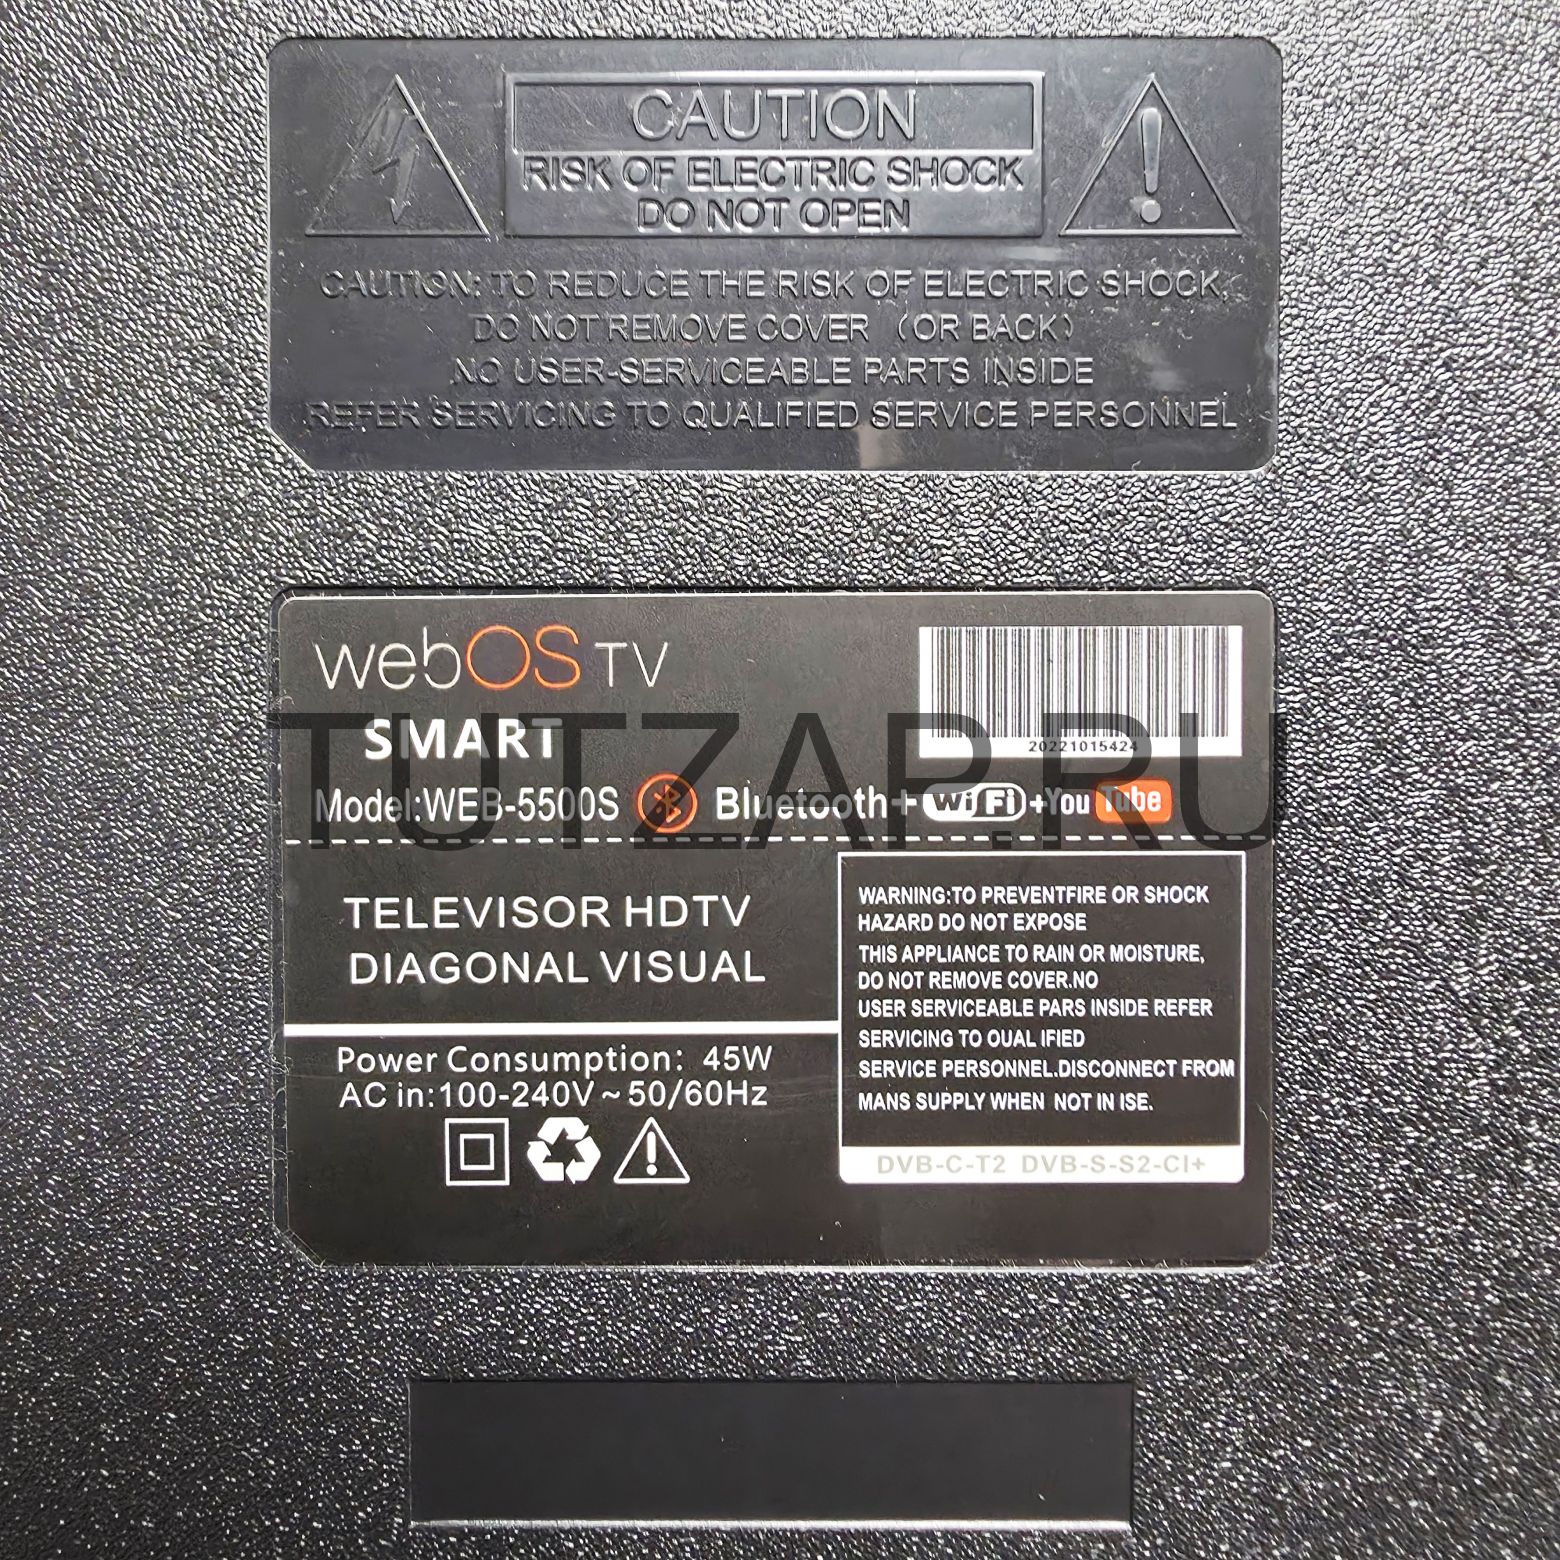 CAUTION
RISK OF ELECTRIC SHOCK
DO NOT OPEN
CAUTION: TO REDUCE THE RISK OF ELECTRIC SHOCK,
DO NOT REMOVE COVER (OR BACK)
NO USER-SERVICEABLE PARTS INSIDE
REFER SERVICING TO QUALIFIED SERVICE PERSONNEL
webOS TV
SMART
20221015424
TUTZAP.RU
Model:WEB-5500S Bluetooth+WiFi+YouTube
TELEVISOR HDTV
DIAGONAL VISUAL
Power Consumption: 45W
AC in:100-240V~50/60Hz
WARNING:TO PREVENTFIRE OR SHOCK
HAZARD DO NOT EXPOSE
THIS APPLIANCE TO RAIN OR MOISTURE,
DO NOT REMOVE COVER.NO
USER SERVICEABLE PARS INSIDE REFER
SERVICING TO OUAL IFIED
SERVICE PERSONNEL.DISCONNECT FROM
MANS SUPPLY WHEN NOT IN ISE.
DVB-C-T2 DVB-S-S2-CI+